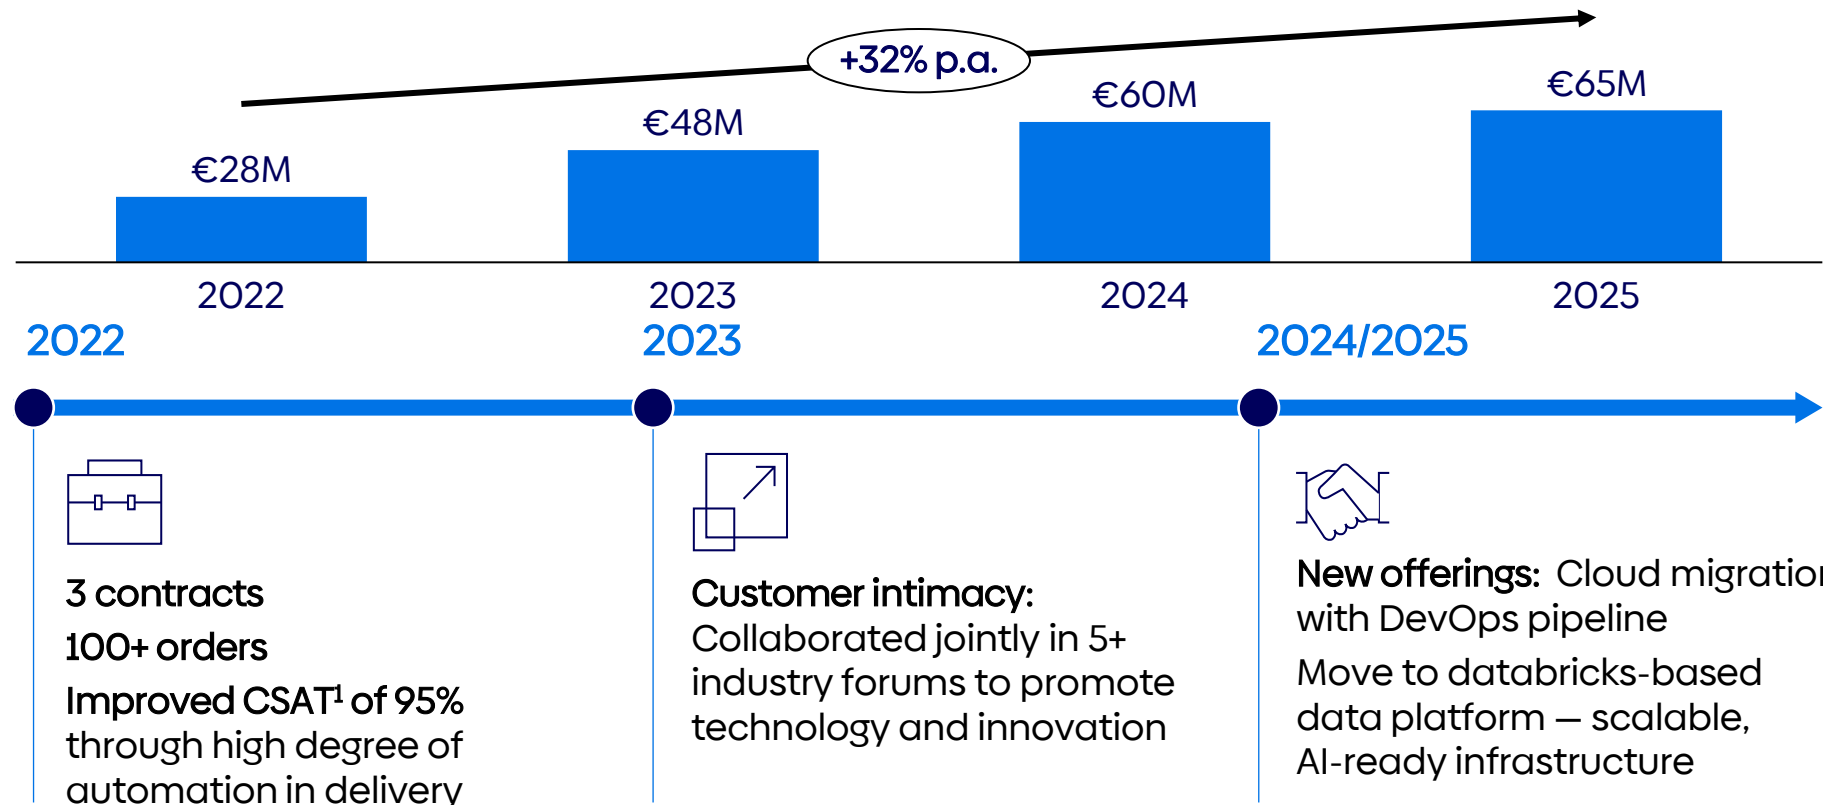 +32% p.a.
€28M
€48M
€60M
€65M
2022
2023
2024
2025
2022
2023
2024/2025
3 contracts
100+ orders
Improved CSAT¹ of 95%
through high degree of
automation in delivery
Customer intimacy:
Collaborated jointly in 5+
industry forums to promote
technology and innovation
New offerings: Cloud migration
with DevOps pipeline
Move to databricks-based
data platform — scalable,
AI-ready infrastructure